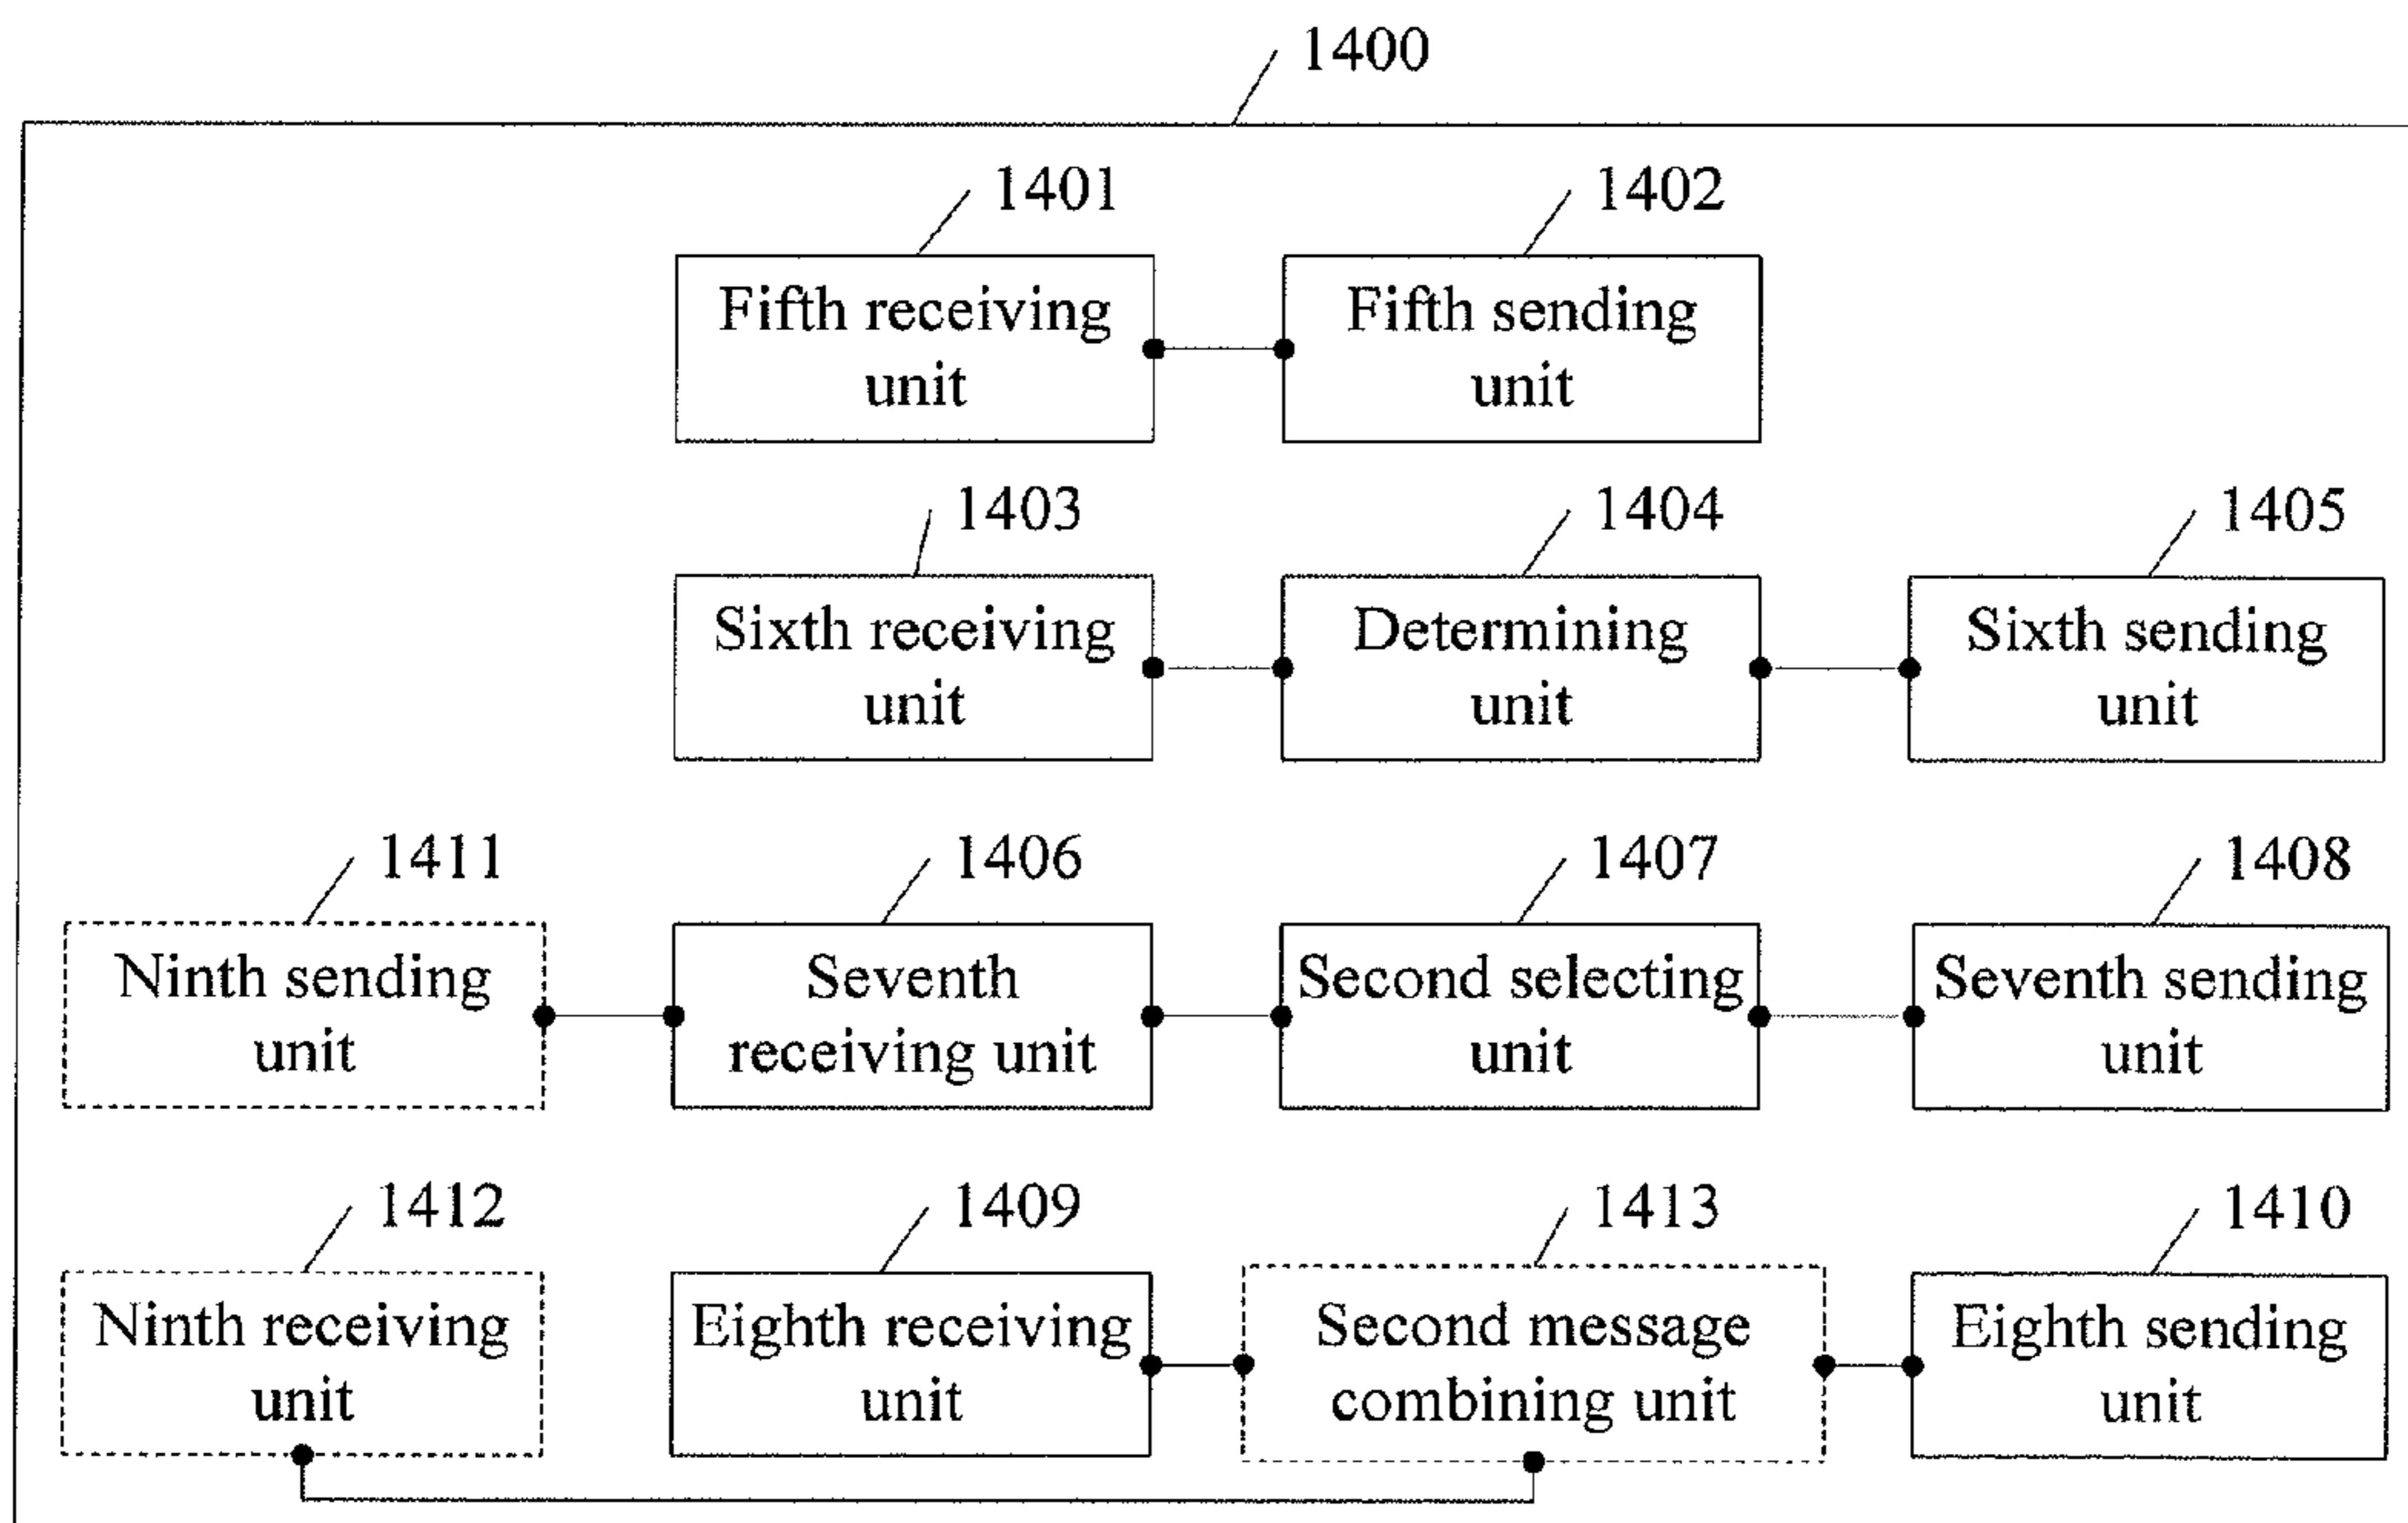 1400
1401
1402
Fifth receiving
unit
Fifth sending
unit
1403
1404
1405
Sixth receiving
unit
Determining
unit
Sixth sending
unit
1411
1406
1407
1408
Ninth sending
unit
Seventh
receiving unit
Second selecting
unit
Seventh sending
unit
1412
1409
1413
1410
Ninth receiving
unit
Eighth receiving
unit
Second message
combining unit
Eighth sending
unit